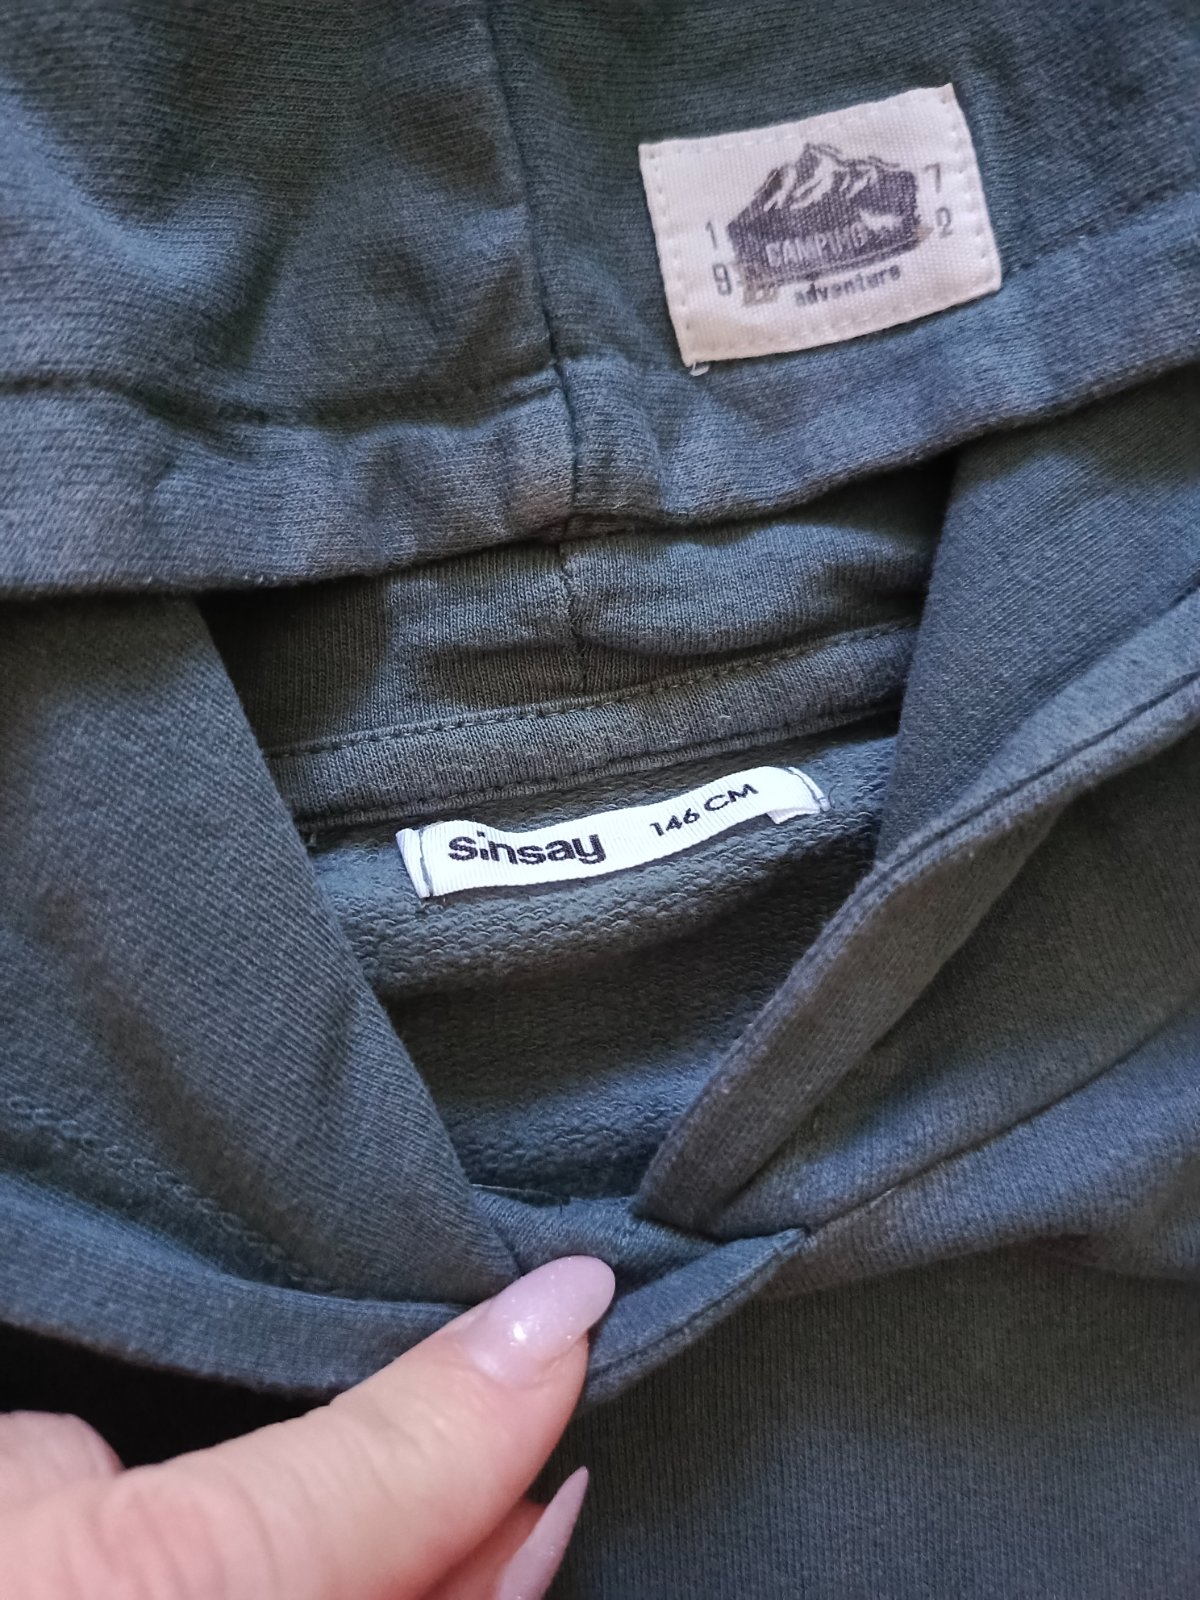 1 7
CAMPING
9 2
adventure
sinsay 146 CM